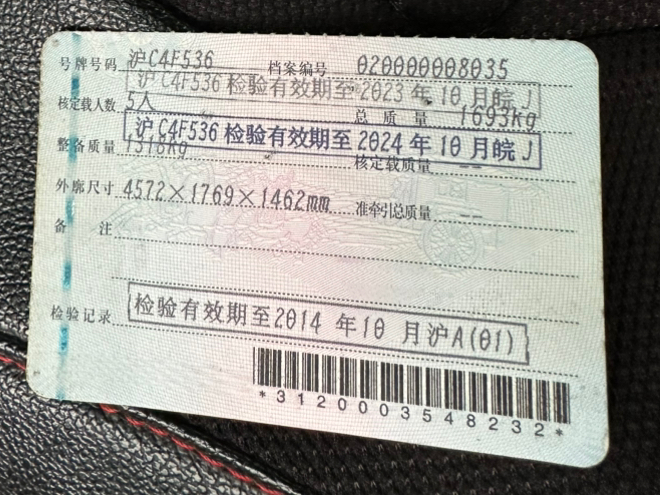 号牌号码 沪C4F536 档案编号 020000008035
沪C4F536检验有效期至2023年10月皖J
核定载人数 5人 总质量 1693kg
沪C4F536检验有效期至2024年10月皖J
整备质量 1318kg 核定载质量 --
外廓尺寸 4572×1769×1462mm 准牵引总质量 --
备 注
检验记录 检验有效期至2014年10月沪A(01)
*3120003548232*